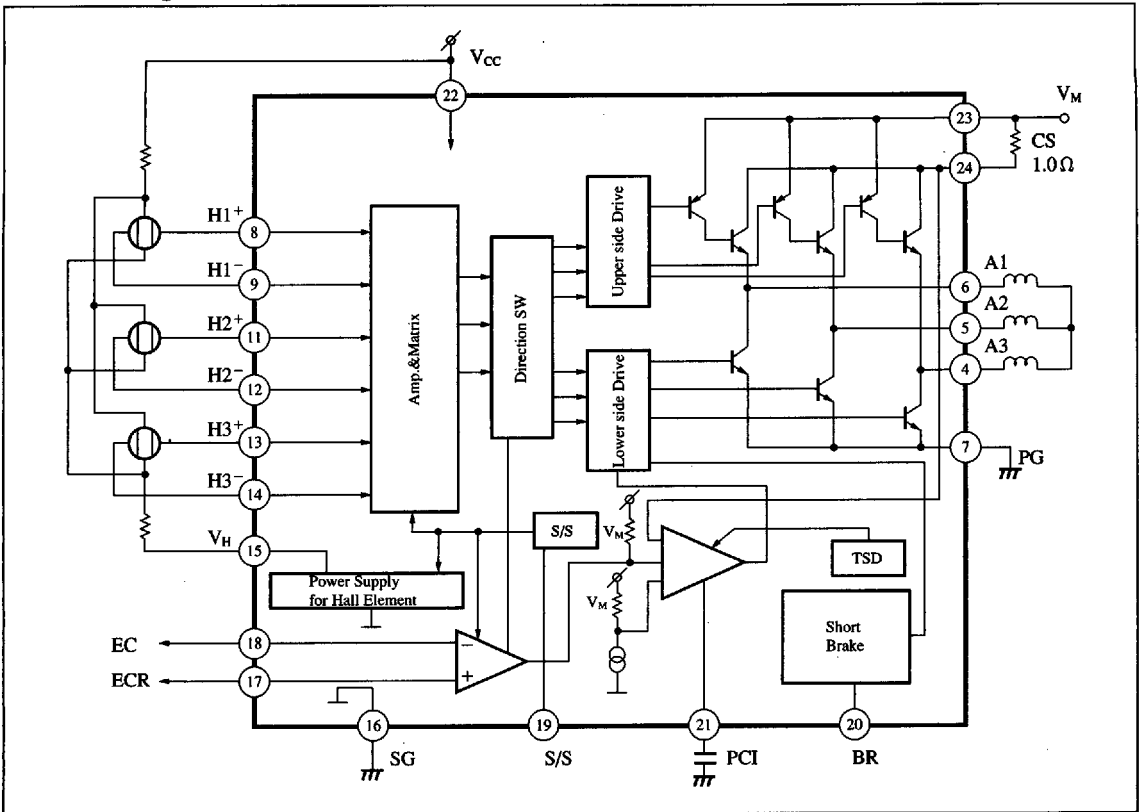 V_CC
22
V_M
23
CS
1.0Ω
24
H1+
8
H1−
9
H2+
11
H2−
12
H3+
13
H3−
14
V_H
15
Amp.&Matrix
Direction SW
Upper side Drive
Lower side Drive
A1
6
A2
5
A3
4
7
PG
S/S
V_M
V_M
TSD
Power Supply
for Hall Element
Short
Brake
EC
18
−
ECR
17
+
16
SG
19
S/S
21
PCI
20
BR